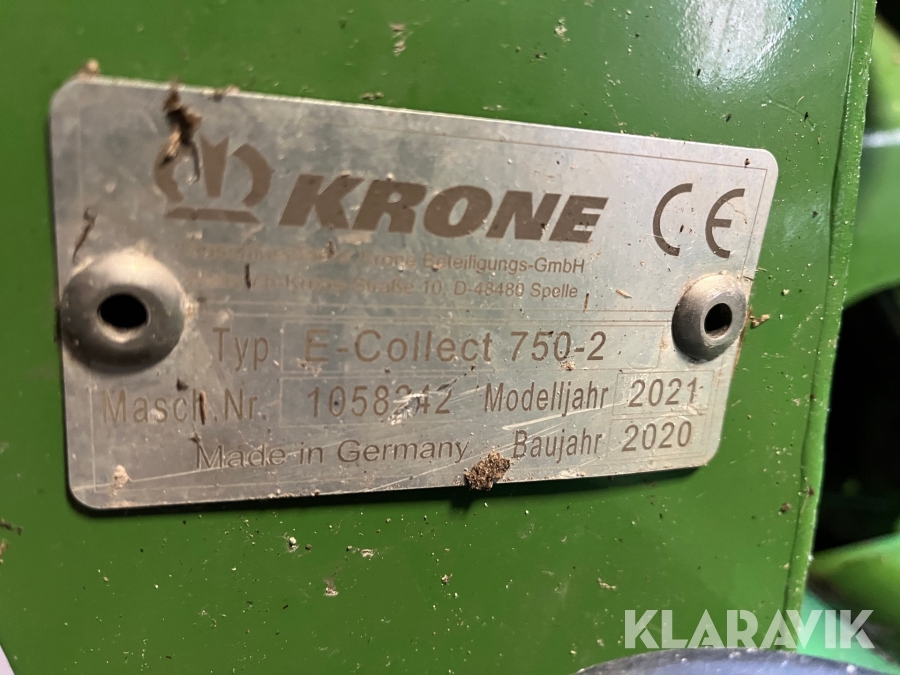 KRONE CE
Krone Beteiligungs-GmbH
10, D-48480 Spelle
Typ E-Collect 750-2
Masch.Nr. 1058242 Modelljahr 2021
Made in Germany Baujahr 2020
KLARAVIK